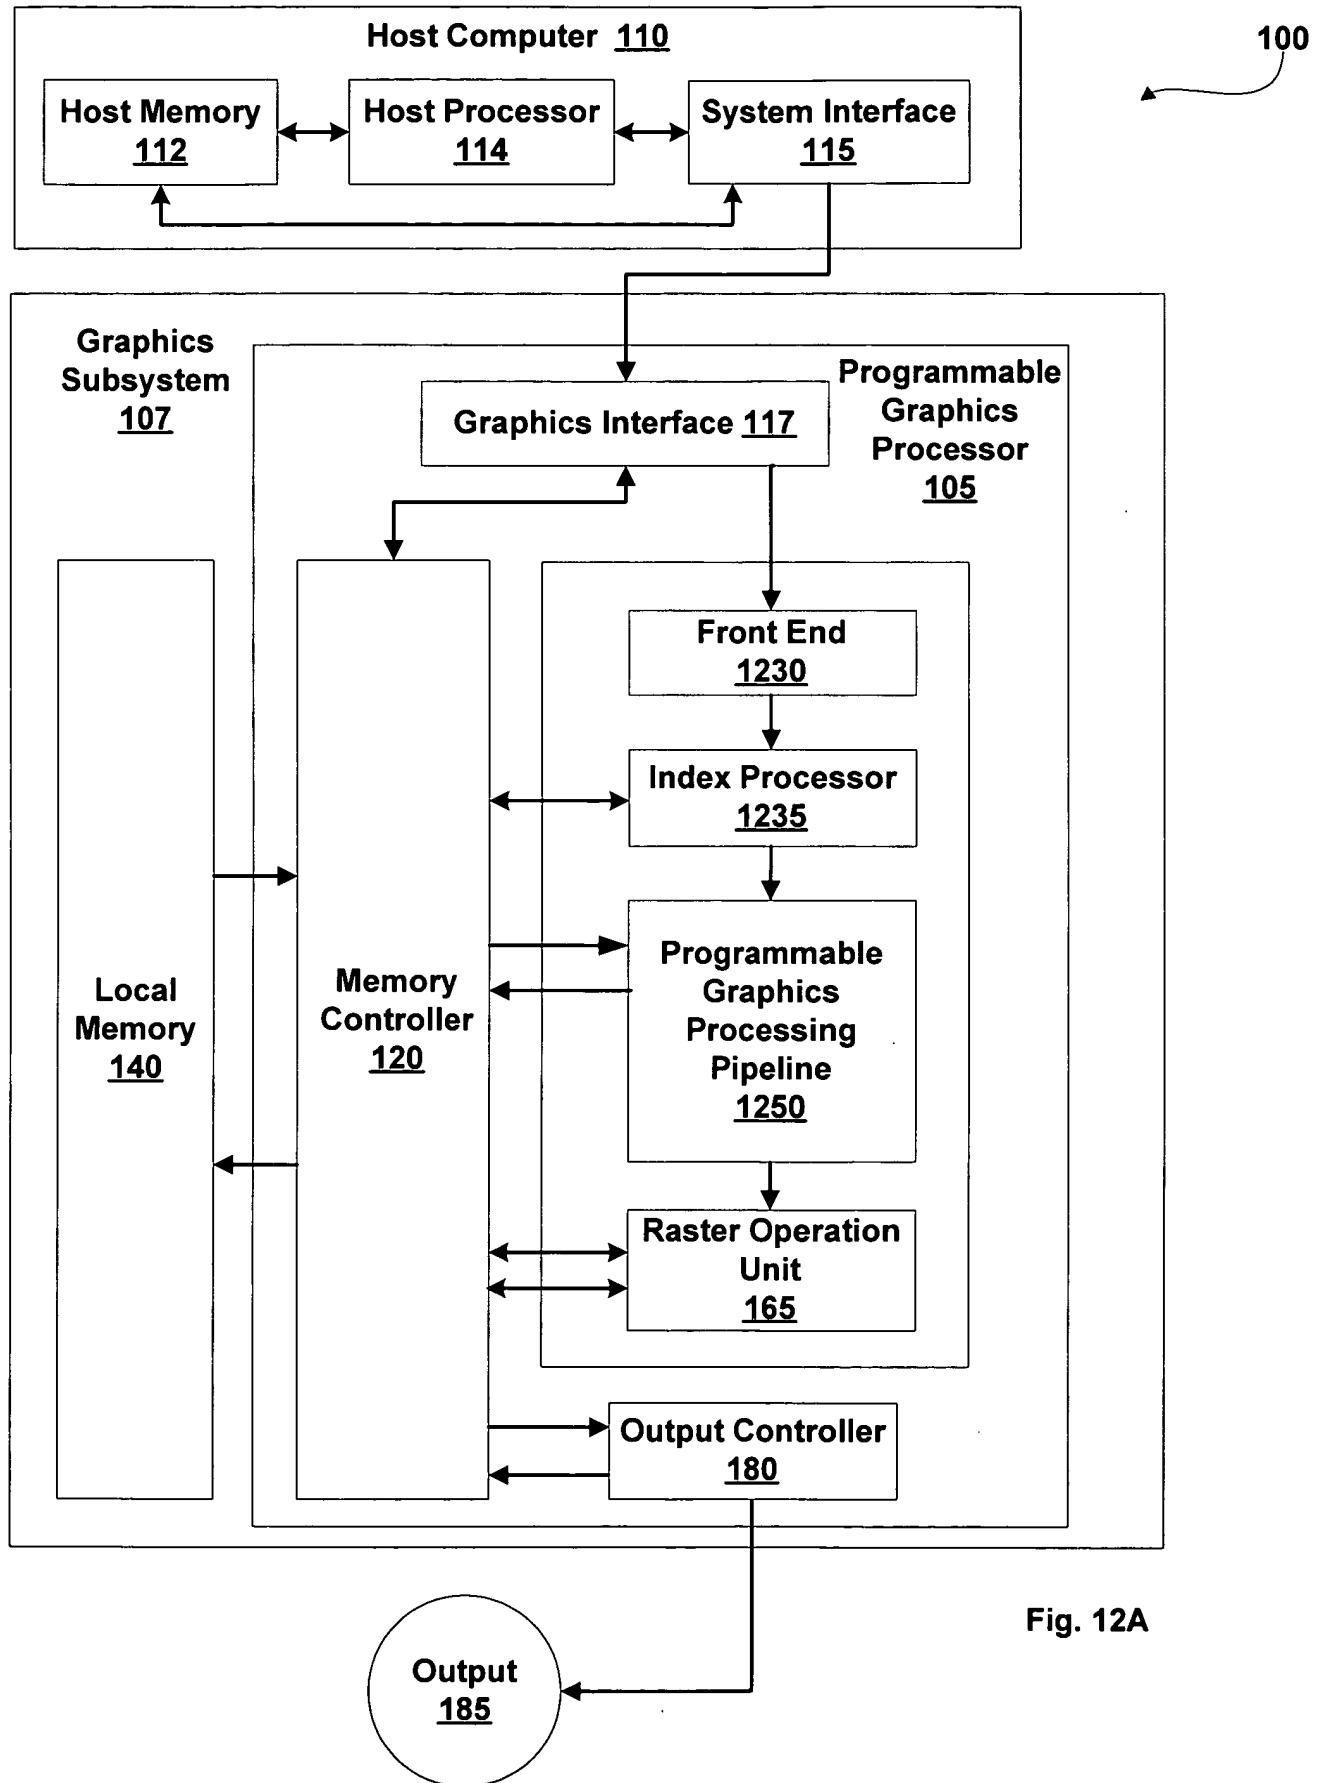 Host Computer 110
100
Host Memory
112
Host Processor
114
System Interface
115
Graphics
Subsystem
107
Programmable
Graphics
Processor
105
Graphics Interface 117
Front End
1230
Index Processor
1235
Local
Memory
140
Memory
Controller
120
Programmable
Graphics
Processing
Pipeline
1250
Raster Operation
Unit
165
Output Controller
180
Output
185
Fig. 12A